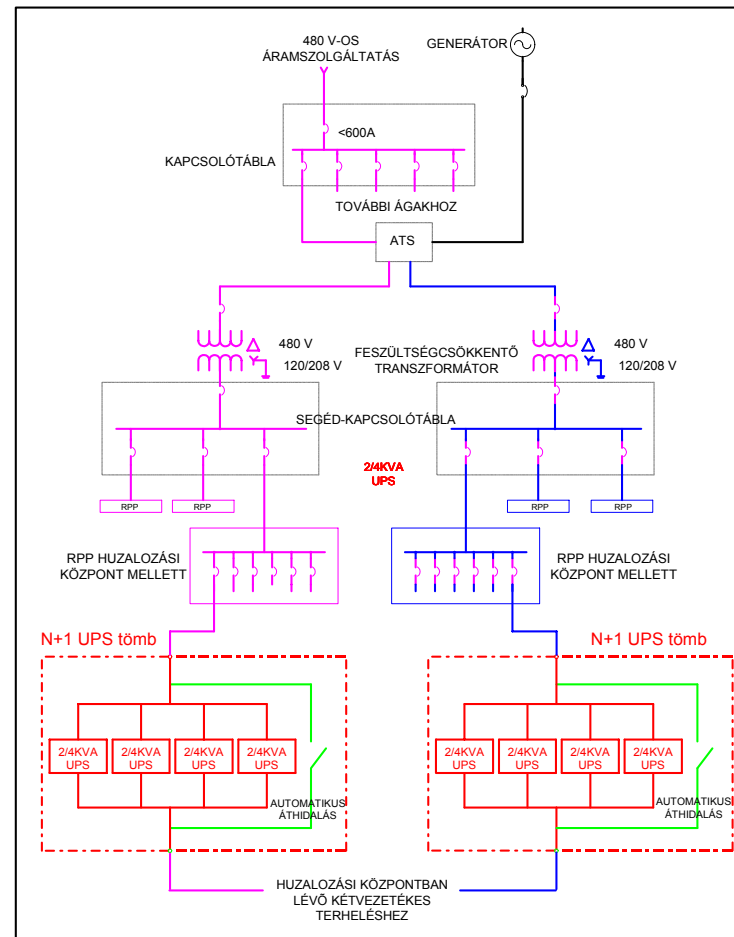 480 V-OS
ÁRAMSZOLGÁLTATÁS
GENERÁTOR
<600A
KAPCSOLÓTÁBLA
TOVÁBBI ÁGAKHOZ
ATS
480 V
120/208 V
FESZÜLTSÉGCSÖKKENTŐ
TRANSZFORMÁTOR
480 V
120/208 V
SEGÉD-KAPCSOLÓTÁBLA
2/4KVA
UPS
RPP
RPP
RPP
RPP
RPP HUZALOZÁSI
KÖZPONT MELLETT
RPP HUZALOZÁSI
KÖZPONT MELLETT
N+1 UPS tömb
N+1 UPS tömb
2/4KVA
UPS
2/4KVA
UPS
2/4KVA
UPS
2/4KVA
UPS
AUTOMATIKUS
ÁTHIDALÁS
2/4KVA
UPS
2/4KVA
UPS
2/4KVA
UPS
2/4KVA
UPS
AUTOMATIKUS
ÁTHIDALÁS
HUZALOZÁSI KÖZPONTBAN
LÉVÕ KÉTVEZETÉKES
TERHELÉSHEZ